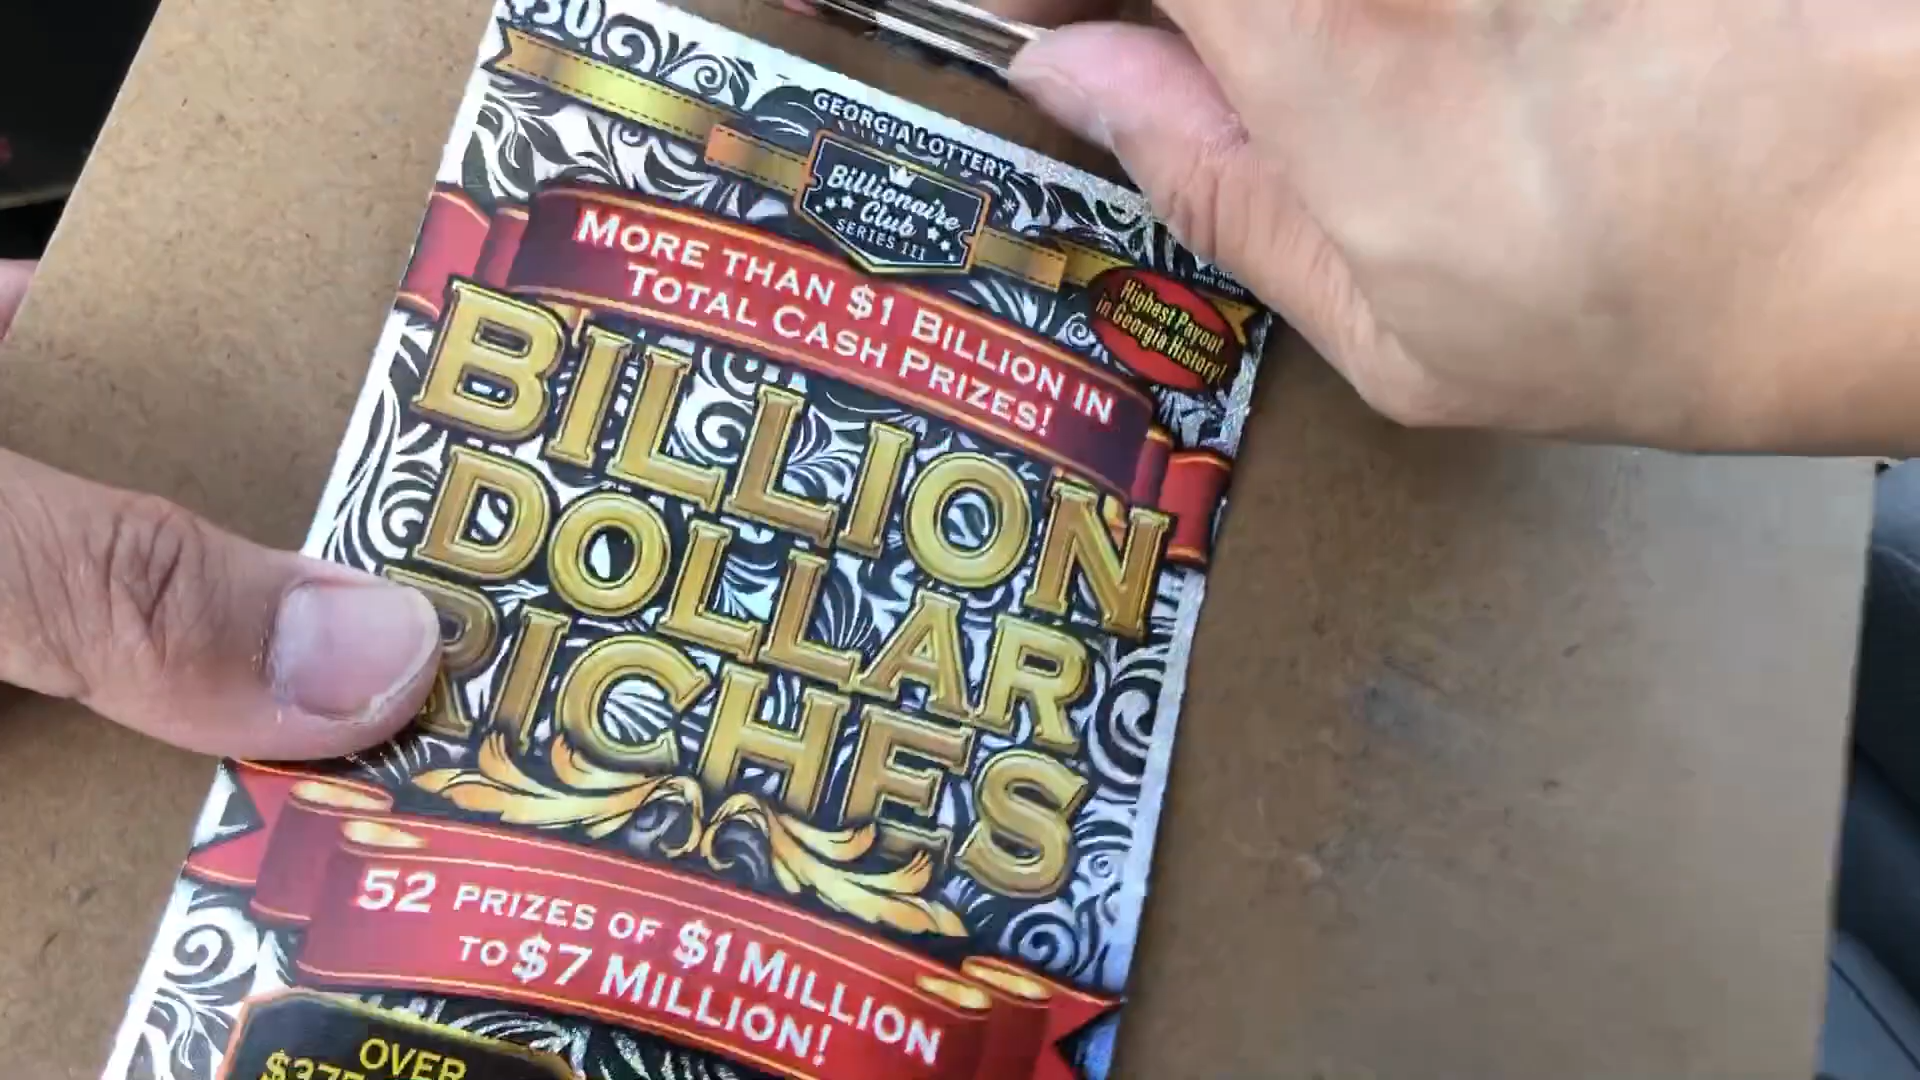 $30
GEORGIA LOTTERY
Billionaire
Club
SERIES III
MORE THAN $1 BILLION IN
TOTAL CASH PRIZES!
Highest Payout
in Georgia History!
BILLION
DOLLAR
RICHES
52 PRIZES OF $1 MILLION
TO $7 MILLION!
OVER